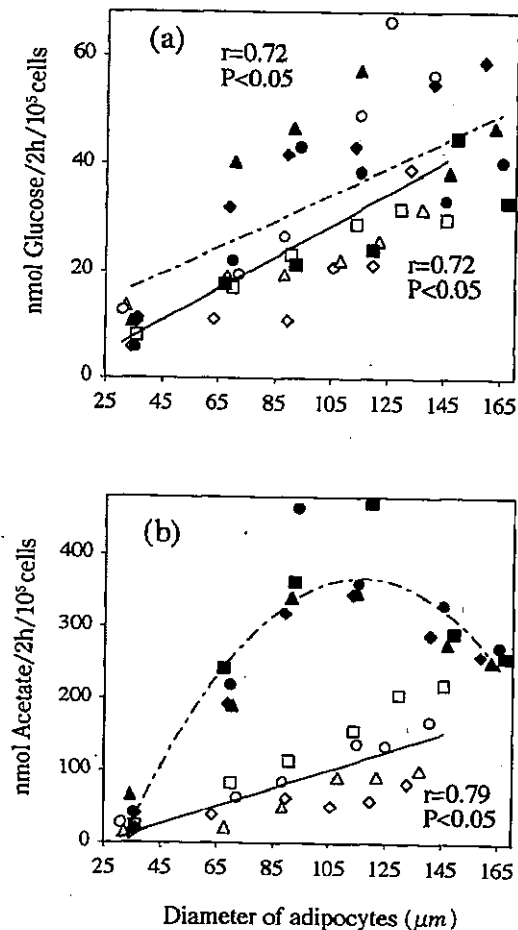 (a)
r=0.72
P<0.05
nmol Glucose/2h/10⁵cells
60
40
20
0
r=0.72
P<0.05
25 45 65 85 105 125 145 165
(b)
nmol Acetate/2h/10⁵cells
400
300
200
100
0
r=0.79
P<0.05
25 45 65 85 105 125 145 165
Diameter of adipocytes (μm)